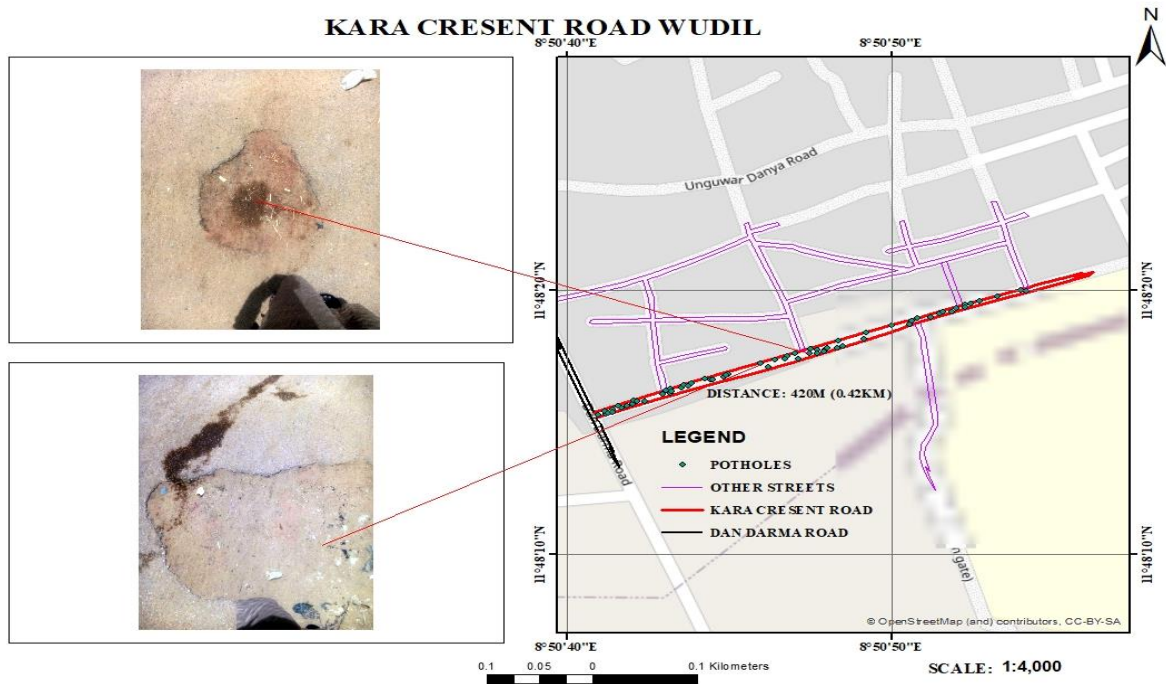 KARA CRESENT ROAD WUDIL
N
8°50'40"E
8°50'50"E
Unguwar Danya Road
11°48'20"N
11°48'20"N
DISTANCE: 420M (0.42KM)
LEGEND
POTHOLES
OTHER STREETS
KARA CRESENT ROAD
DAN DARMA ROAD
Road
11°48'10"N
11°48'10"N
gate)
© OpenStreetMap (and) contributors, CC-BY-SA
8°50'40"E
8°50'50"E
0.1 0.05 0 0.1 Kilometers
SCALE: 1:4,000